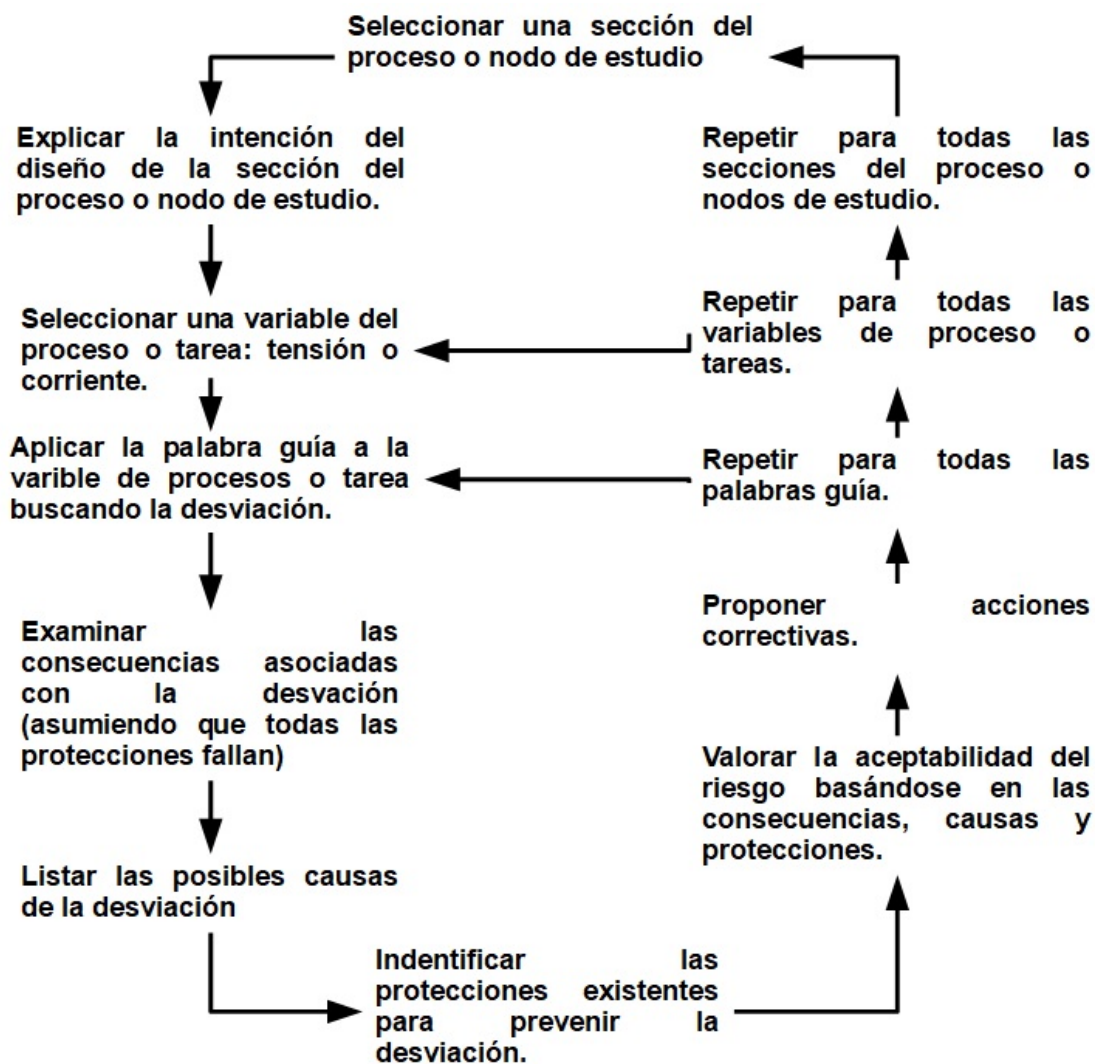 Seleccionar una sección del
proceso o nodo de estudio
Explicar la intención del
diseño de la sección del
proceso o nodo de estudio.
Seleccionar una variable del
proceso o tarea: tensión o
corriente.
Aplicar la palabra guía a la
varible de procesos o tarea
buscando la desviación.
Examinar las
consecuencias asociadas
con la desvación
(asumiendo que todas las
protecciones fallan)
Listar las posibles causas
de la desviación
Indentificar las
protecciones existentes
para prevenir la
desviación.
Valorar la aceptabilidad del
riesgo basándose en las
consecuencias, causas y
protecciones.
Proponer acciones
correctivas.
Repetir para todas las
palabras guía.
Repetir para todas las
variables de proceso o
tareas.
Repetir para todas las
secciones del proceso o
nodos de estudio.